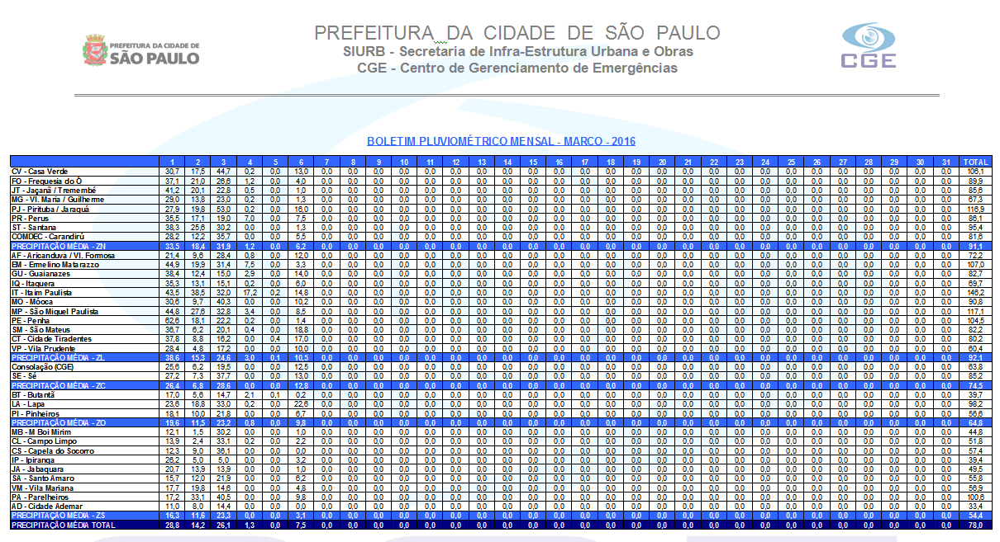 PREFEITURA DA CIDADE DE SÃO PAULO
SIURB - Secretaria de Infra-Estrutura Urbana e Obras
CGE - Centro de Gerenciamento de Emergências
PREFEITURA DA CIDADE DE
SÃO PAULO
CGE
BOLETIM PLUVIOMÉTRICO MENSAL - MARCO - 2016
1 2 3 4 5 6 7 8 9 10 11 12 13 14 15 16 17 18 19 20 21 22 23 24 25 26 27 28 29 30 31 TOTAL
CV - Casa Verde 30,7 17,5 44,7 0,2 0,0 13,0 0,0 0,0 0,0 0,0 0,0 0,0 0,0 0,0 0,0 0,0 0,0 0,0 0,0 0,0 0,0 0,0 0,0 0,0 0,0 0,0 0,0 0,0 0,0 0,0 0,0 106,1
FO - Freguesia do Ó 37,1 21,0 26,6 1,2 0,0 4,0 0,0 0,0 0,0 0,0 0,0 0,0 0,0 0,0 0,0 0,0 0,0 0,0 0,0 0,0 0,0 0,0 0,0 0,0 0,0 0,0 0,0 0,0 0,0 0,0 0,0 89,9
JT - Jaçanã / Tremembé 41,2 20,1 22,8 0,5 0,0 1,0 0,0 0,0 0,0 0,0 0,0 0,0 0,0 0,0 0,0 0,0 0,0 0,0 0,0 0,0 0,0 0,0 0,0 0,0 0,0 0,0 0,0 0,0 0,0 0,0 0,0 85,6
MG - Vl. Maria / Guilherme 29,0 13,8 23,0 0,2 0,0 1,3 0,0 0,0 0,0 0,0 0,0 0,0 0,0 0,0 0,0 0,0 0,0 0,0 0,0 0,0 0,0 0,0 0,0 0,0 0,0 0,0 0,0 0,0 0,0 0,0 0,0 67,3
PJ - Pirituba / Jaraguá 27,9 19,8 53,0 0,2 0,0 16,0 0,0 0,0 0,0 0,0 0,0 0,0 0,0 0,0 0,0 0,0 0,0 0,0 0,0 0,0 0,0 0,0 0,0 0,0 0,0 0,0 0,0 0,0 0,0 0,0 0,0 116,9
PR - Perus 35,5 17,1 19,0 7,0 0,0 7,5 0,0 0,0 0,0 0,0 0,0 0,0 0,0 0,0 0,0 0,0 0,0 0,0 0,0 0,0 0,0 0,0 0,0 0,0 0,0 0,0 0,0 0,0 0,0 0,0 0,0 86,1
ST - Santana 38,3 25,6 30,2 0,0 0,0 1,3 0,0 0,0 0,0 0,0 0,0 0,0 0,0 0,0 0,0 0,0 0,0 0,0 0,0 0,0 0,0 0,0 0,0 0,0 0,0 0,0 0,0 0,0 0,0 0,0 0,0 95,4
COMDEC - Carandirú 28,2 12,2 35,7 0,0 0,0 5,5 0,0 0,0 0,0 0,0 0,0 0,0 0,0 0,0 0,0 0,0 0,0 0,0 0,0 0,0 0,0 0,0 0,0 0,0 0,0 0,0 0,0 0,0 0,0 0,0 0,0 81,6
PRECIPITAÇÃO MÉDIA - ZN 33,5 18,4 31,9 1,2 0,0 6,2 0,0 0,0 0,0 0,0 0,0 0,0 0,0 0,0 0,0 0,0 0,0 0,0 0,0 0,0 0,0 0,0 0,0 0,0 0,0 0,0 0,0 0,0 0,0 0,0 0,0 91,1
AF - Aricanduva / Vl. Formosa 21,4 9,6 28,4 0,8 0,0 12,0 0,0 0,0 0,0 0,0 0,0 0,0 0,0 0,0 0,0 0,0 0,0 0,0 0,0 0,0 0,0 0,0 0,0 0,0 0,0 0,0 0,0 0,0 0,0 0,0 0,0 72,2
EM - Ermelino Matarazzo 44,9 19,9 31,4 7,5 0,0 3,3 0,0 0,0 0,0 0,0 0,0 0,0 0,0 0,0 0,0 0,0 0,0 0,0 0,0 0,0 0,0 0,0 0,0 0,0 0,0 0,0 0,0 0,0 0,0 0,0 0,0 107,0
GU - Guaianazes 38,4 12,4 15,0 2,9 0,0 14,0 0,0 0,0 0,0 0,0 0,0 0,0 0,0 0,0 0,0 0,0 0,0 0,0 0,0 0,0 0,0 0,0 0,0 0,0 0,0 0,0 0,0 0,0 0,0 0,0 0,0 82,7
IQ - Itaquera 35,3 13,1 15,1 0,2 0,0 6,0 0,0 0,0 0,0 0,0 0,0 0,0 0,0 0,0 0,0 0,0 0,0 0,0 0,0 0,0 0,0 0,0 0,0 0,0 0,0 0,0 0,0 0,0 0,0 0,0 0,0 69,7
IT - Itaim Paulista 43,5 38,5 32,0 17,2 0,2 14,8 0,0 0,0 0,0 0,0 0,0 0,0 0,0 0,0 0,0 0,0 0,0 0,0 0,0 0,0 0,0 0,0 0,0 0,0 0,0 0,0 0,0 0,0 0,0 0,0 0,0 146,2
MO - Móoca 30,6 9,7 40,3 0,0 0,0 10,2 0,0 0,0 0,0 0,0 0,0 0,0 0,0 0,0 0,0 0,0 0,0 0,0 0,0 0,0 0,0 0,0 0,0 0,0 0,0 0,0 0,0 0,0 0,0 0,0 0,0 90,8
MP - São Miguel Paulista 44,8 27,6 32,8 3,4 0,0 8,5 0,0 0,0 0,0 0,0 0,0 0,0 0,0 0,0 0,0 0,0 0,0 0,0 0,0 0,0 0,0 0,0 0,0 0,0 0,0 0,0 0,0 0,0 0,0 0,0 0,0 117,1
PE - Penha 62,6 18,1 22,2 0,2 0,0 1,4 0,0 0,0 0,0 0,0 0,0 0,0 0,0 0,0 0,0 0,0 0,0 0,0 0,0 0,0 0,0 0,0 0,0 0,0 0,0 0,0 0,0 0,0 0,0 0,0 0,0 104,5
SM - São Mateus 36,7 6,2 20,1 0,4 0,0 18,8 0,0 0,0 0,0 0,0 0,0 0,0 0,0 0,0 0,0 0,0 0,0 0,0 0,0 0,0 0,0 0,0 0,0 0,0 0,0 0,0 0,0 0,0 0,0 0,0 0,0 82,2
CT - Cidade Tiradentes 37,8 8,8 16,2 0,0 0,4 17,0 0,0 0,0 0,0 0,0 0,0 0,0 0,0 0,0 0,0 0,0 0,0 0,0 0,0 0,0 0,0 0,0 0,0 0,0 0,0 0,0 0,0 0,0 0,0 0,0 0,0 80,2
VP - Vila Prudente 28,4 4,8 17,2 0,0 0,0 10,0 0,0 0,0 0,0 0,0 0,0 0,0 0,0 0,0 0,0 0,0 0,0 0,0 0,0 0,0 0,0 0,0 0,0 0,0 0,0 0,0 0,0 0,0 0,0 0,0 0,0 60,4
PRECIPITAÇÃO MÉDIA - ZL 38,6 15,3 24,6 3,0 0,1 10,5 0,0 0,0 0,0 0,0 0,0 0,0 0,0 0,0 0,0 0,0 0,0 0,0 0,0 0,0 0,0 0,0 0,0 0,0 0,0 0,0 0,0 0,0 0,0 0,0 0,0 92,1
Consolação (CGE) 25,6 6,2 19,5 0,0 0,0 12,5 0,0 0,0 0,0 0,0 0,0 0,0 0,0 0,0 0,0 0,0 0,0 0,0 0,0 0,0 0,0 0,0 0,0 0,0 0,0 0,0 0,0 0,0 0,0 0,0 0,0 63,8
SE - Sé 27,2 7,3 37,7 0,0 0,0 13,0 0,0 0,0 0,0 0,0 0,0 0,0 0,0 0,0 0,0 0,0 0,0 0,0 0,0 0,0 0,0 0,0 0,0 0,0 0,0 0,0 0,0 0,0 0,0 0,0 0,0 85,2
PRECIPITAÇÃO MÉDIA - ZC 26,4 6,8 28,6 0,0 0,0 12,8 0,0 0,0 0,0 0,0 0,0 0,0 0,0 0,0 0,0 0,0 0,0 0,0 0,0 0,0 0,0 0,0 0,0 0,0 0,0 0,0 0,0 0,0 0,0 0,0 0,0 74,5
BT - Butantã 17,0 5,6 14,7 2,1 0,1 0,2 0,0 0,0 0,0 0,0 0,0 0,0 0,0 0,0 0,0 0,0 0,0 0,0 0,0 0,0 0,0 0,0 0,0 0,0 0,0 0,0 0,0 0,0 0,0 0,0 0,0 39,7
LA - Lapa 23,6 18,8 33,0 0,2 0,0 22,6 0,0 0,0 0,0 0,0 0,0 0,0 0,0 0,0 0,0 0,0 0,0 0,0 0,0 0,0 0,0 0,0 0,0 0,0 0,0 0,0 0,0 0,0 0,0 0,0 0,0 98,2
PI - Pinheiros 18,1 10,0 21,8 0,0 0,0 6,7 0,0 0,0 0,0 0,0 0,0 0,0 0,0 0,0 0,0 0,0 0,0 0,0 0,0 0,0 0,0 0,0 0,0 0,0 0,0 0,0 0,0 0,0 0,0 0,0 0,0 56,6
PRECIPITAÇÃO MÉDIA - ZO 19,6 11,5 23,2 0,8 0,0 9,8 0,0 0,0 0,0 0,0 0,0 0,0 0,0 0,0 0,0 0,0 0,0 0,0 0,0 0,0 0,0 0,0 0,0 0,0 0,0 0,0 0,0 0,0 0,0 0,0 0,0 64,8
MB - M Boi Mirim 12,1 1,5 30,2 0,0 0,0 1,0 0,0 0,0 0,0 0,0 0,0 0,0 0,0 0,0 0,0 0,0 0,0 0,0 0,0 0,0 0,0 0,0 0,0 0,0 0,0 0,0 0,0 0,0 0,0 0,0 0,0 44,8
CL - Campo Limpo 13,9 2,4 33,1 0,2 0,0 2,2 0,0 0,0 0,0 0,0 0,0 0,0 0,0 0,0 0,0 0,0 0,0 0,0 0,0 0,0 0,0 0,0 0,0 0,0 0,0 0,0 0,0 0,0 0,0 0,0 0,0 51,8
CS - Capela do Socorro 12,3 9,0 36,1 0,0 0,0 0,0 0,0 0,0 0,0 0,0 0,0 0,0 0,0 0,0 0,0 0,0 0,0 0,0 0,0 0,0 0,0 0,0 0,0 0,0 0,0 0,0 0,0 0,0 0,0 0,0 0,0 57,4
IP - Ipiranga 26,2 5,0 5,0 0,0 0,0 3,2 0,0 0,0 0,0 0,0 0,0 0,0 0,0 0,0 0,0 0,0 0,0 0,0 0,0 0,0 0,0 0,0 0,0 0,0 0,0 0,0 0,0 0,0 0,0 0,0 0,0 39,4
JA - Jabaquara 20,7 13,9 13,9 0,0 0,0 1,0 0,0 0,0 0,0 0,0 0,0 0,0 0,0 0,0 0,0 0,0 0,0 0,0 0,0 0,0 0,0 0,0 0,0 0,0 0,0 0,0 0,0 0,0 0,0 0,0 0,0 49,5
SA - Santo Amaro 15,7 12,0 21,9 0,0 0,0 6,2 0,0 0,0 0,0 0,0 0,0 0,0 0,0 0,0 0,0 0,0 0,0 0,0 0,0 0,0 0,0 0,0 0,0 0,0 0,0 0,0 0,0 0,0 0,0 0,0 0,0 55,8
VM - Vila Mariana 17,7 19,8 14,6 0,0 0,0 4,8 0,0 0,0 0,0 0,0 0,0 0,0 0,0 0,0 0,0 0,0 0,0 0,0 0,0 0,0 0,0 0,0 0,0 0,0 0,0 0,0 0,0 0,0 0,0 0,0 0,0 56,9
PA - Parelheiros 17,2 33,1 40,5 0,0 0,0 9,8 0,0 0,0 0,0 0,0 0,0 0,0 0,0 0,0 0,0 0,0 0,0 0,0 0,0 0,0 0,0 0,0 0,0 0,0 0,0 0,0 0,0 0,0 0,0 0,0 0,0 100,6
AD - Cidade Ademar 11,0 8,0 14,4 0,0 0,0 0,0 0,0 0,0 0,0 0,0 0,0 0,0 0,0 0,0 0,0 0,0 0,0 0,0 0,0 0,0 0,0 0,0 0,0 0,0 0,0 0,0 0,0 0,0 0,0 0,0 0,0 33,4
PRECIPITAÇÃO MÉDIA - ZS 16,3 11,6 23,3 0,0 0,0 3,1 0,0 0,0 0,0 0,0 0,0 0,0 0,0 0,0 0,0 0,0 0,0 0,0 0,0 0,0 0,0 0,0 0,0 0,0 0,0 0,0 0,0 0,0 0,0 0,0 0,0 54,4
PRECIPITAÇÃO MÉDIA TOTAL 28,8 14,2 26,1 1,3 0,0 7,5 0,0 0,0 0,0 0,0 0,0 0,0 0,0 0,0 0,0 0,0 0,0 0,0 0,0 0,0 0,0 0,0 0,0 0,0 0,0 0,0 0,0 0,0 0,0 0,0 0,0 78,0